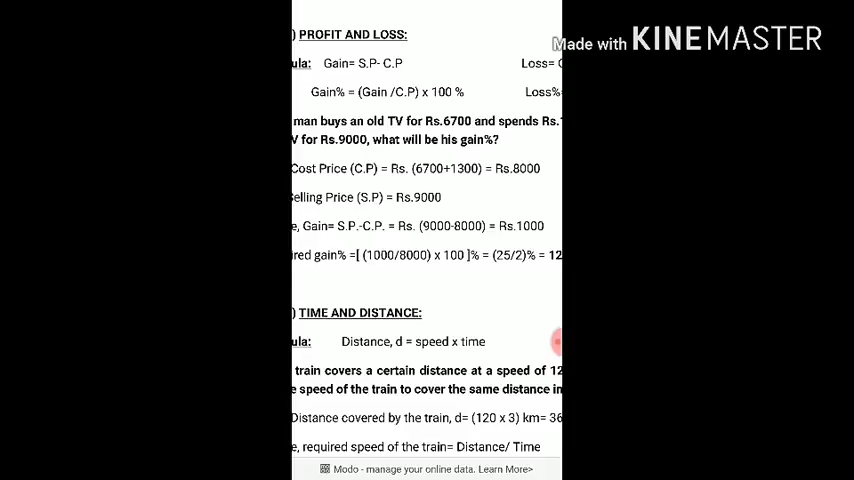 Made with KINEMASTER
) PROFIT AND LOSS:
ula: Gain= S.P- C.P Loss=
Gain% = (Gain /C.P) x 100 % Loss%=
man buys an old TV for Rs.6700 and spends Rs.
V for Rs.9000, what will be his gain%?
Cost Price (C.P) = Rs. (6700+1300) = Rs.8000
Selling Price (S.P) = Rs.9000
e, Gain= S.P.-C.P. = Rs. (9000-8000) = Rs.1000
ired gain% =[ (1000/8000) x 100 ]% = (25/2)% = 12
) TIME AND DISTANCE:
ula: Distance, d = speed x time
train covers a certain distance at a speed of 12
e speed of the train to cover the same distance in
Distance covered by the train, d= (120 x 3) km= 36
e, required speed of the train= Distance/ Time
Modo - manage your online data. Learn More>